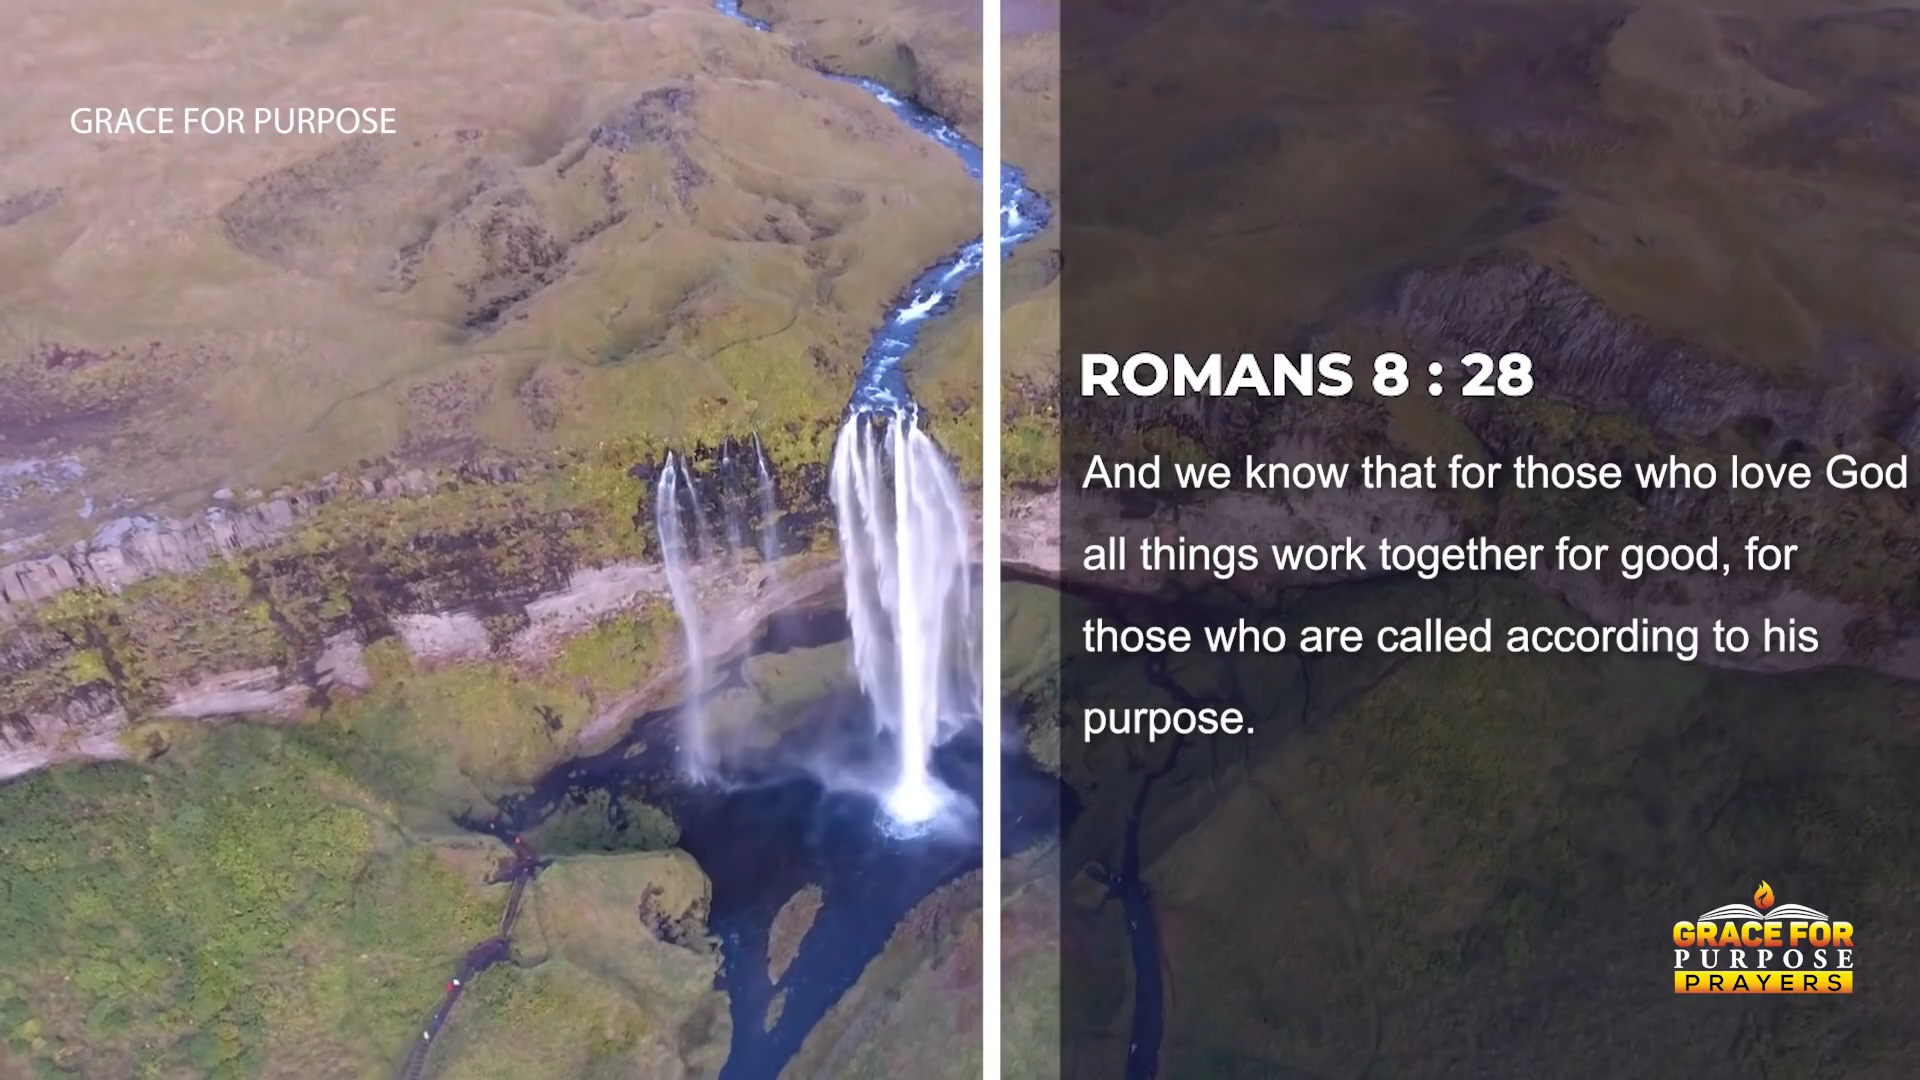 GRACE FOR PURPOSE
ROMANS 8 : 28
And we know that for those who love God
all things work together for good, for
those who are called according to his
purpose.
GRACE FOR
PURPOSE
PRAYERS